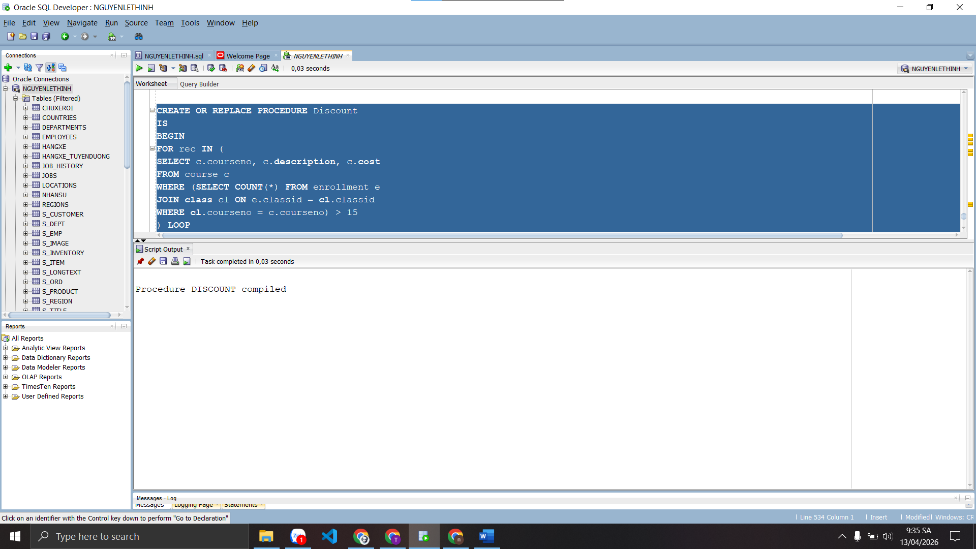 Oracle SQL Developer : NGUYENLETHINH
File Edit View Navigate Run Source Team Tools Window Help
Connections
NGUYENLETHINH.sql
Welcome Page
NGUYENLETHINH
0,03 seconds
NGUYENLETHINH
Worksheet Query Builder
Oracle Connections
NGUYENLETHINH
Tables (Filtered)
CHUXEROI
COUNTRIES
DEPARTMENTS
EMPLOYEES
HANGXE
HANGXE_TUYENDUONG
JOB_HISTORY
JOBS
LOCATIONS
NHANSU
REGIONS
S_CUSTOMER
S_DEPT
S_EMP
S_IMAGE
S_INVENTORY
S_ITEM
S_LONGTEXT
S_ORD
S_PRODUCT
S_REGION
S_TITLE
CREATE OR REPLACE PROCEDURE Discount
IS
BEGIN
FOR rec IN (
SELECT c.courseno, c.description, c.cost
FROM course c
WHERE (SELECT COUNT(*) FROM enrollment e
JOIN class cl ON e.classid = cl.classid
WHERE cl.courseno = c.courseno) > 15
) LOOP
Script Output
Task completed in 0,03 seconds
Procedure DISCOUNT compiled
Reports
All Reports
Analytic View Reports
Data Dictionary Reports
Data Modeler Reports
OLAP Reports
TimesTen Reports
User Defined Reports
Messages - Log
Messages Logging Page Statements
Click on an identifier with the Control key down to perform "Go to Declaration"
Line 534 Column 1 Insert Modified Windows: CR
Type here to search
9:35 SA
13/04/2026